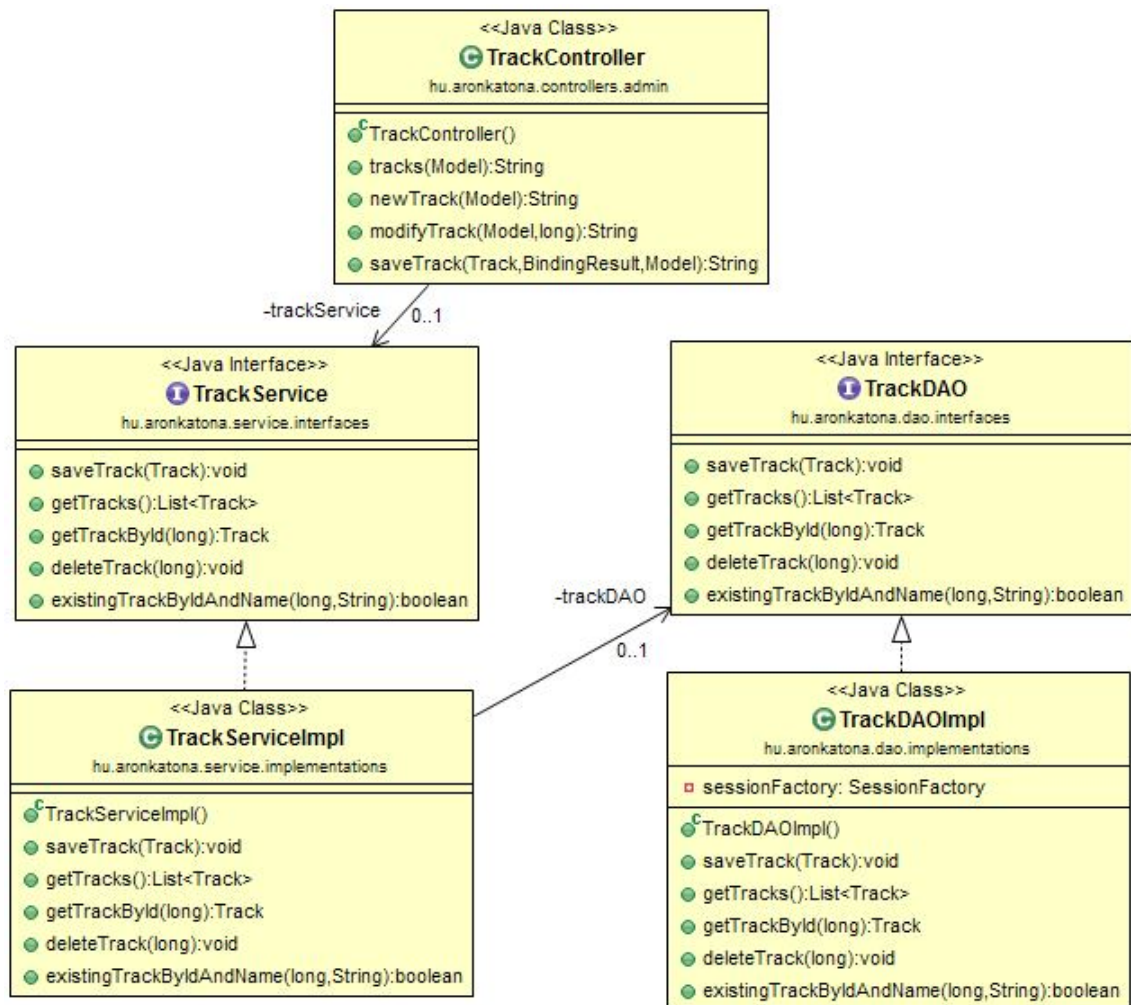 <<Java Class>>
TrackController
hu.aronkatona.controllers.admin
TrackController()
tracks(Model):String
newTrack(Model):String
modifyTrack(Model,long):String
saveTrack(Track,BindingResult,Model):String
-trackService
0..1
<<Java Interface>>
TrackService
hu.aronkatona.service.interfaces
saveTrack(Track):void
getTracks():List<Track>
getTrackById(long):Track
deleteTrack(long):void
existingTrackByIdAndName(long,String):boolean
<<Java Interface>>
TrackDAO
hu.aronkatona.dao.interfaces
saveTrack(Track):void
getTracks():List<Track>
getTrackById(long):Track
deleteTrack(long):void
existingTrackByIdAndName(long,String):boolean
-trackDAO
0..1
<<Java Class>>
TrackServiceImpl
hu.aronkatona.service.implementations
TrackServiceImpl()
saveTrack(Track):void
getTracks():List<Track>
getTrackById(long):Track
deleteTrack(long):void
existingTrackByIdAndName(long,String):boolean
<<Java Class>>
TrackDAOImpl
hu.aronkatona.dao.implementations
sessionFactory: SessionFactory
TrackDAOImpl()
saveTrack(Track):void
getTracks():List<Track>
getTrackById(long):Track
deleteTrack(long):void
existingTrackByIdAndName(long,String):boolean